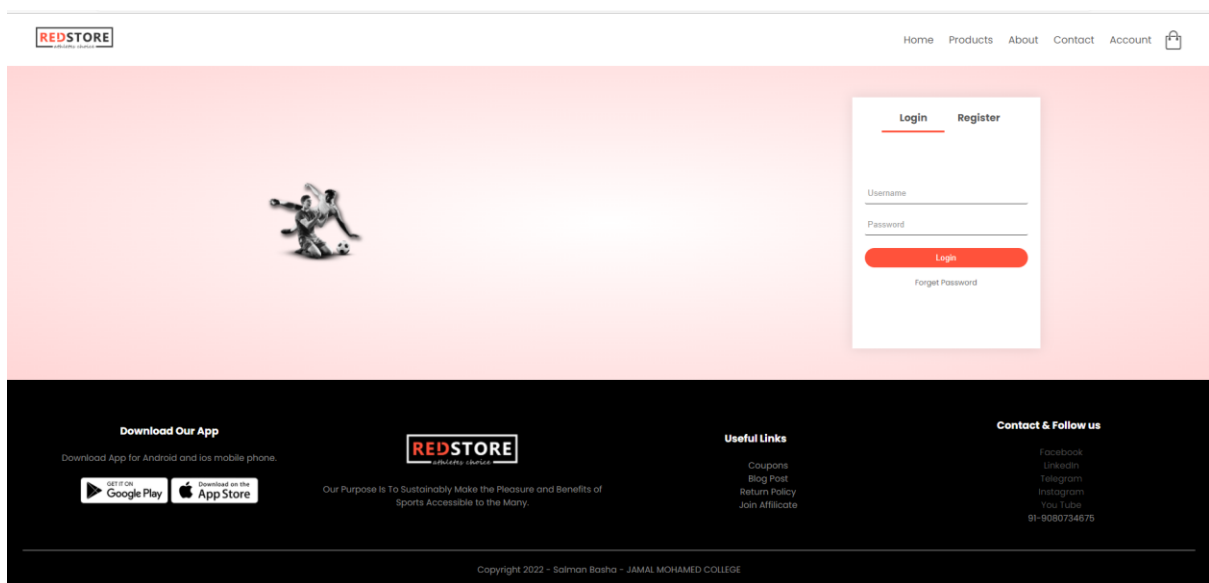 REDSTORE
athletes choice
Home Products About Contact Account
Login Register
Username
Password
Login
Forget Password
Download Our App
Download App for Android and ios mobile phone.
GET IT ON
Google Play
Download on the
App Store
REDSTORE
athletes choice
Our Purpose Is To Sustainably Make the Pleasure and Benefits of
Sports Accessible to the Many.
Useful Links
Coupons
Blog Post
Return Policy
Join Affilicate
Contact & Follow us
Facebook
LinkedIn
Telegram
Instagram
You Tube
91-9080734675
Copyright 2022 - Salman Basha - JAMAL MOHAMED COLLEGE